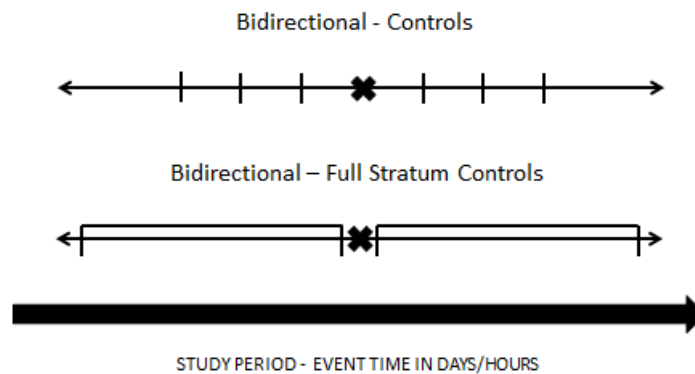 Bidirectional - Controls
Bidirectional – Full Stratum Controls
STUDY PERIOD - EVENT TIME IN DAYS/HOURS